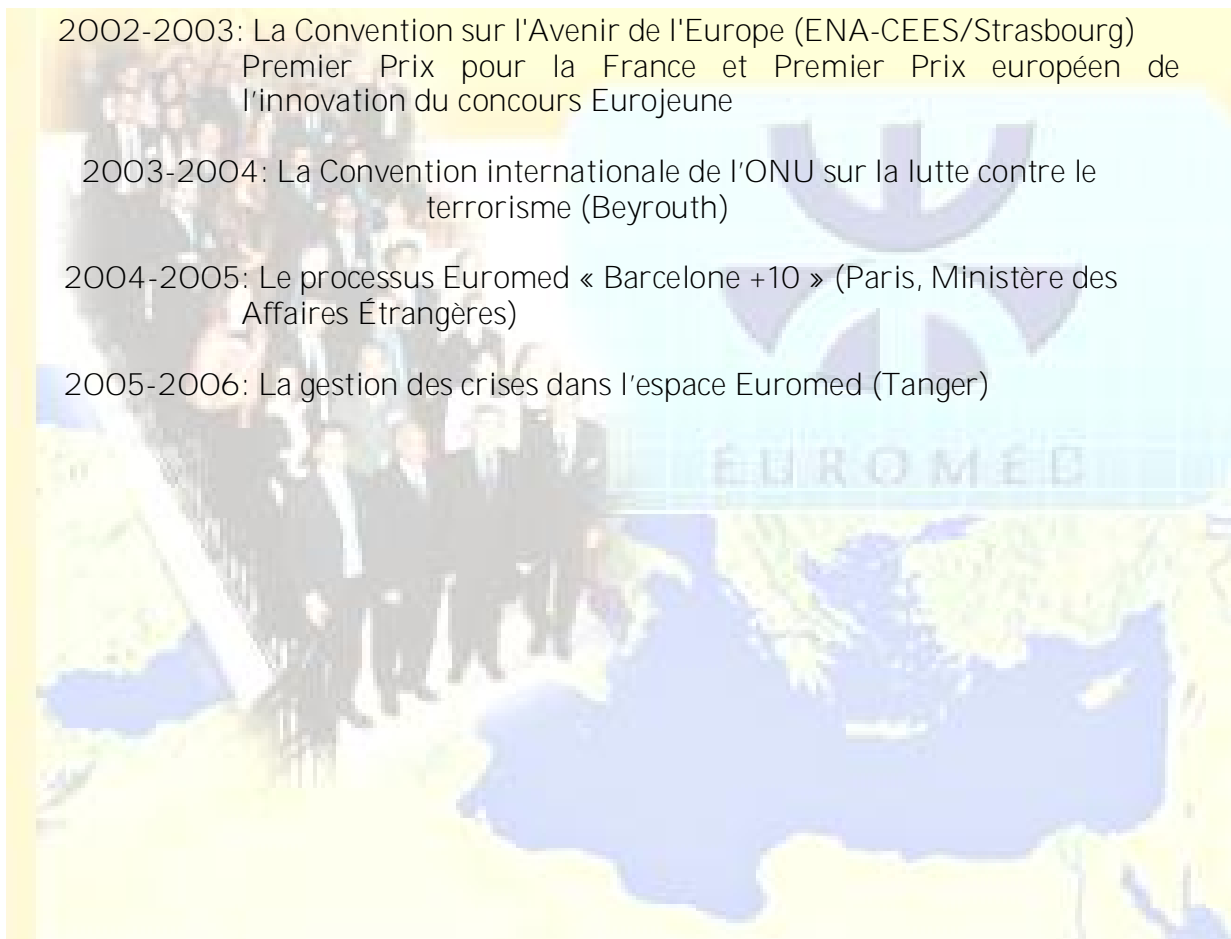 2002-2003: La Convention sur l'Avenir de l'Europe (ENA-CEES/Strasbourg)
Premier Prix pour la France et Premier Prix européen de
l'innovation du concours Eurojeune
2003-2004: La Convention internationale de l'ONU sur la lutte contre le
terrorisme (Beyrouth)
2004-2005: Le processus Euromed « Barcelone +10 » (Paris, Ministère des
Affaires Étrangères)
2005-2006: La gestion des crises dans l'espace Euromed (Tanger)
EUROMED